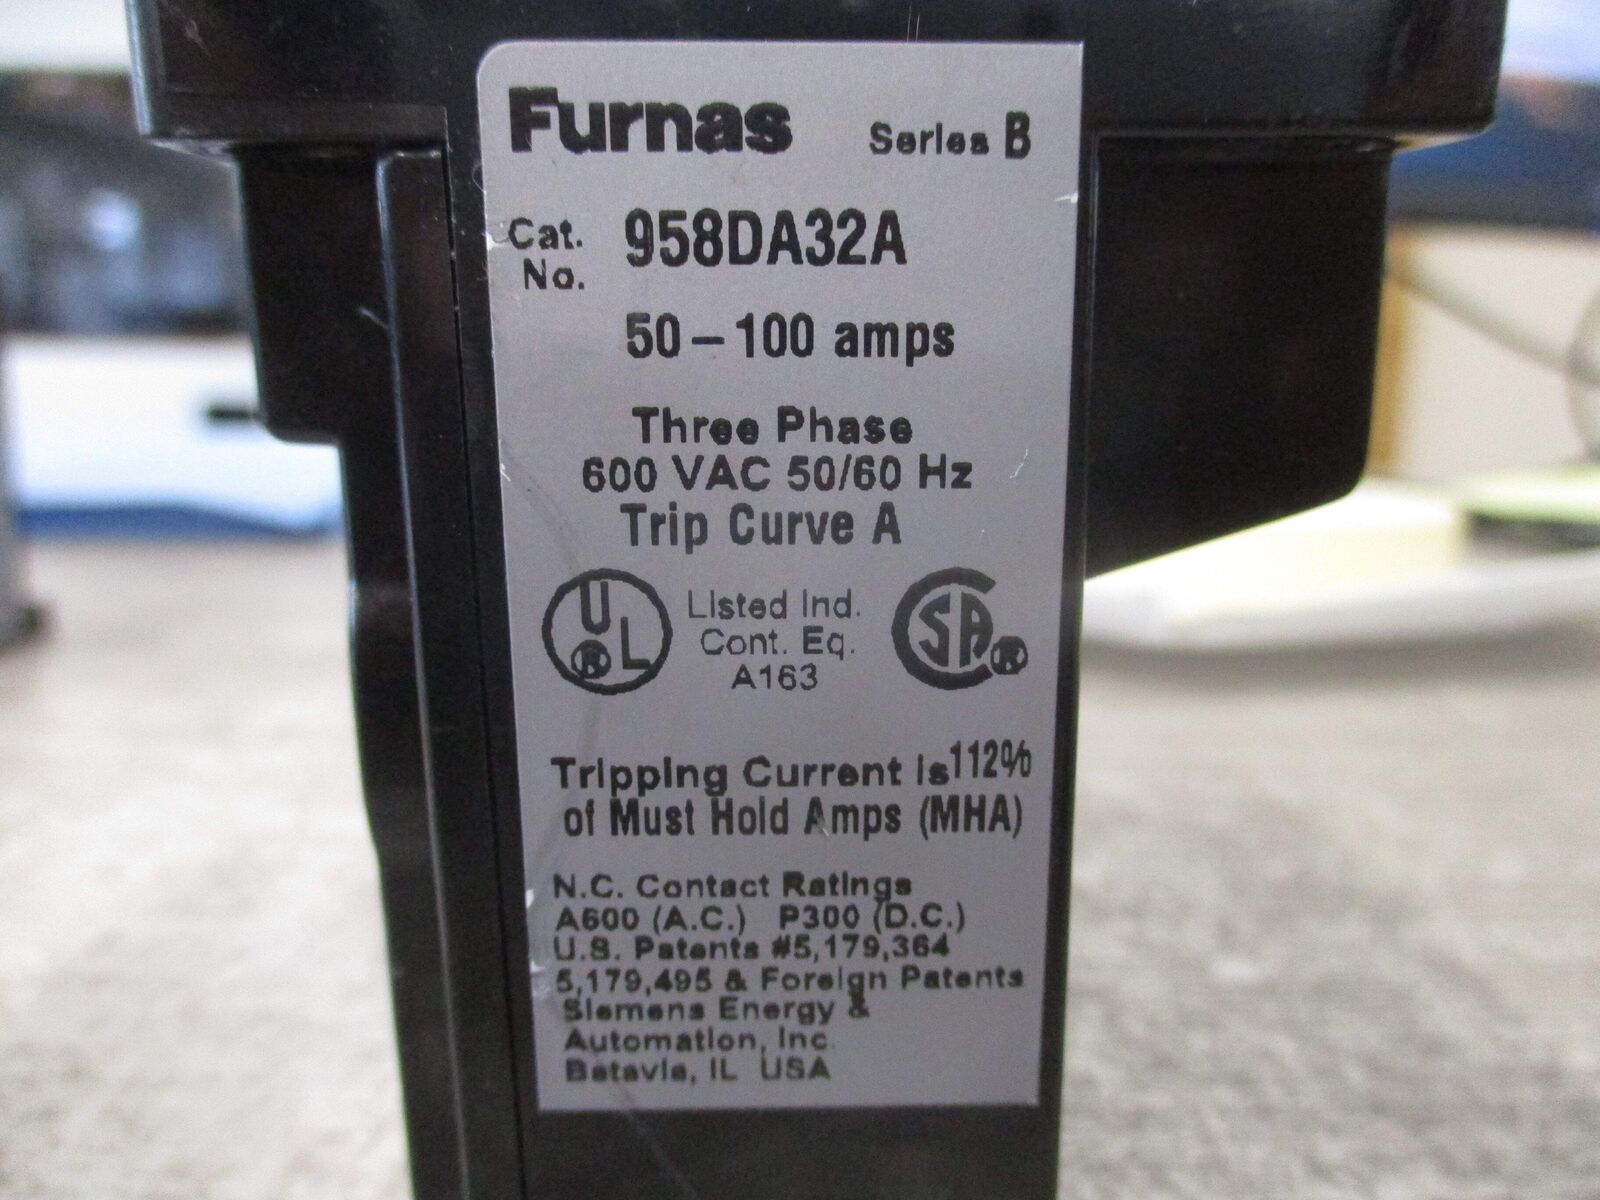 Furnas Series B
Cat. No. 958DA32A
50 – 100 amps
Three Phase
600 VAC 50/60 Hz
Trip Curve A
UL® Listed Ind. Cont. Eq. A163 SA®
Tripping Current is 112%
of Must Hold Amps (MHA)
N.C. Contact Ratings
A600 (A.C.) P300 (D.C.)
U.S. Patents #5,179,364
5,179,495 & Foreign Patents
Siemens Energy &
Automation, Inc.
Batavia, IL USA